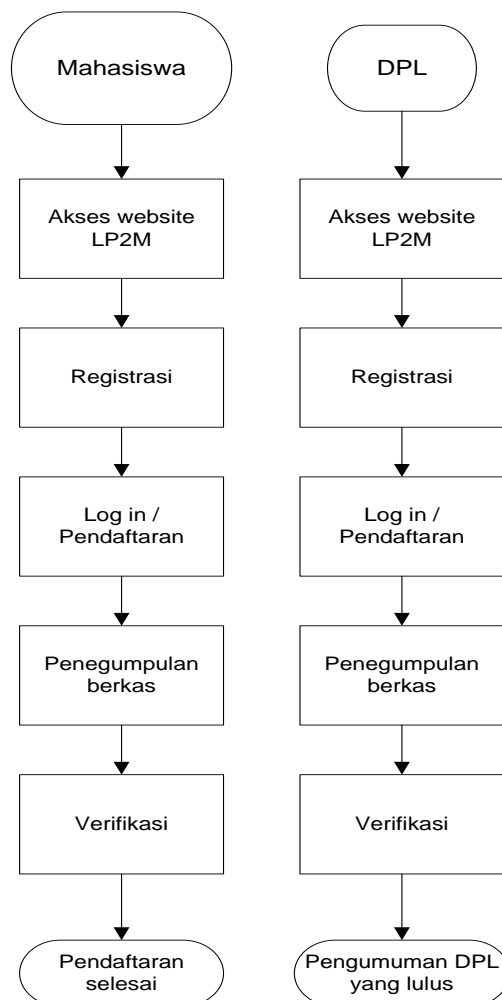 Mahasiswa
Akses website
LP2M
Registrasi
Log in /
Pendaftaran
Penegumpulan
berkas
Verifikasi
Pendaftaran
selesai
DPL
Akses website
LP2M
Registrasi
Log in /
Pendaftaran
Penegumpulan
berkas
Verifikasi
Pengumuman DPL
yang lulus